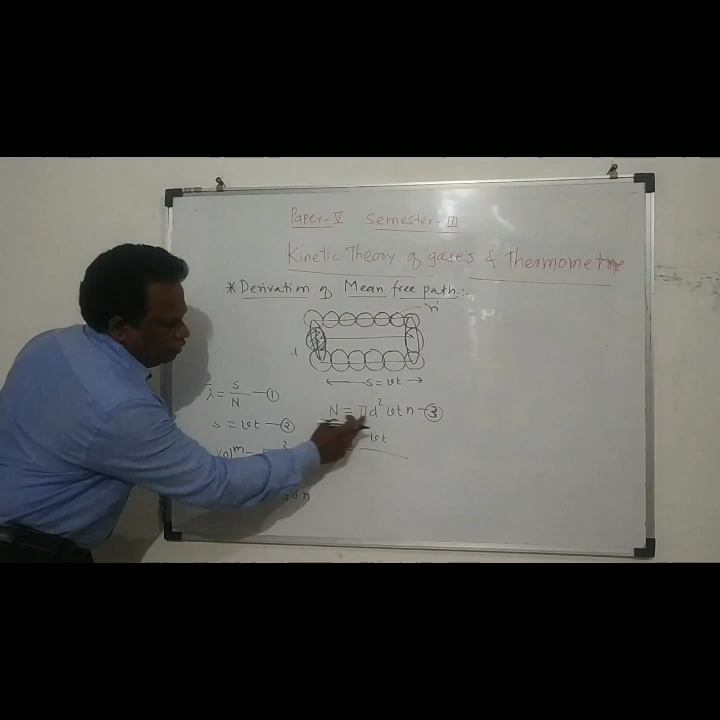 Paper-V Semester-III
Kinetic Theory of gases & Thermometry
* Derivation of Mean free path:-
'n'
d
s = vt
λ̄ = s/N —①
s = vt —②
N = πd²vtn —③
vt